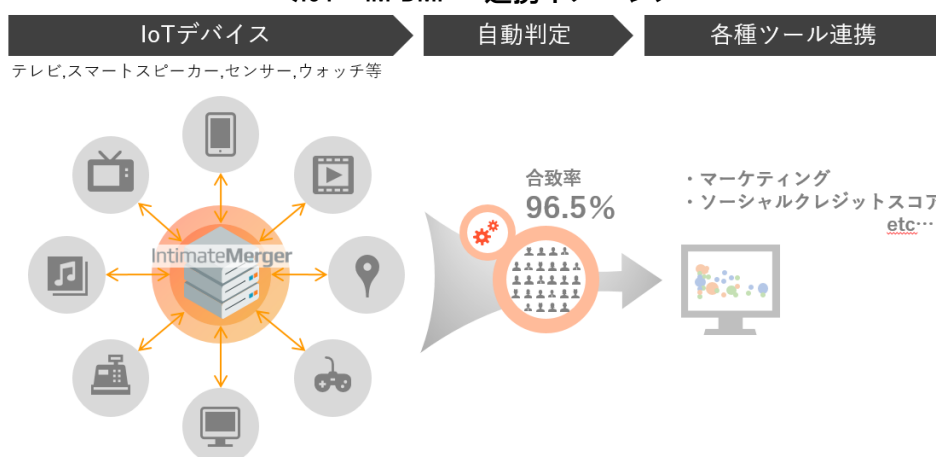 IoTデバイス
自動判定
各種ツール連携
テレビ,スマートスピーカー,センサー,ウォッチ等
合致率
96.5%
・マーケティング
・ソーシャルクレジットスコア
etc…
IntimateMerger